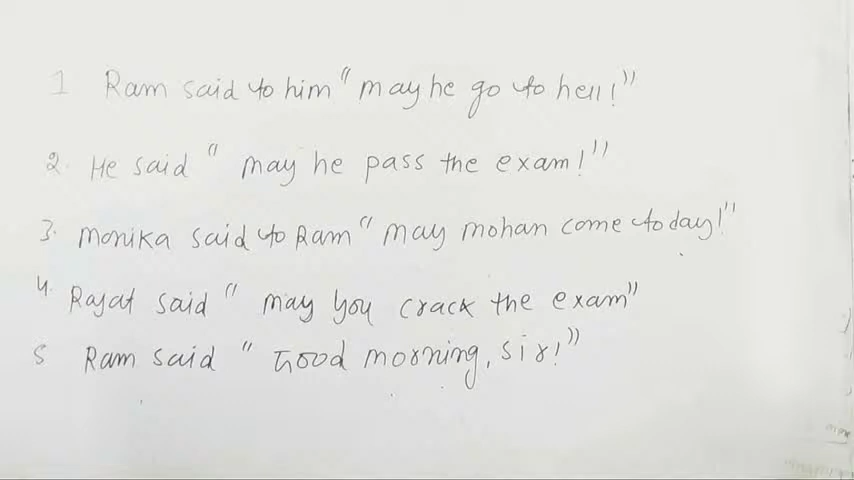 1 Ram said to him "may he go to hell!"
2. He said " may he pass the exam!"
3. Monika said to Ram "may mohan come today!"
4. Rajat said " may you crack the exam"
5 Ram said " Good morning, sir!"